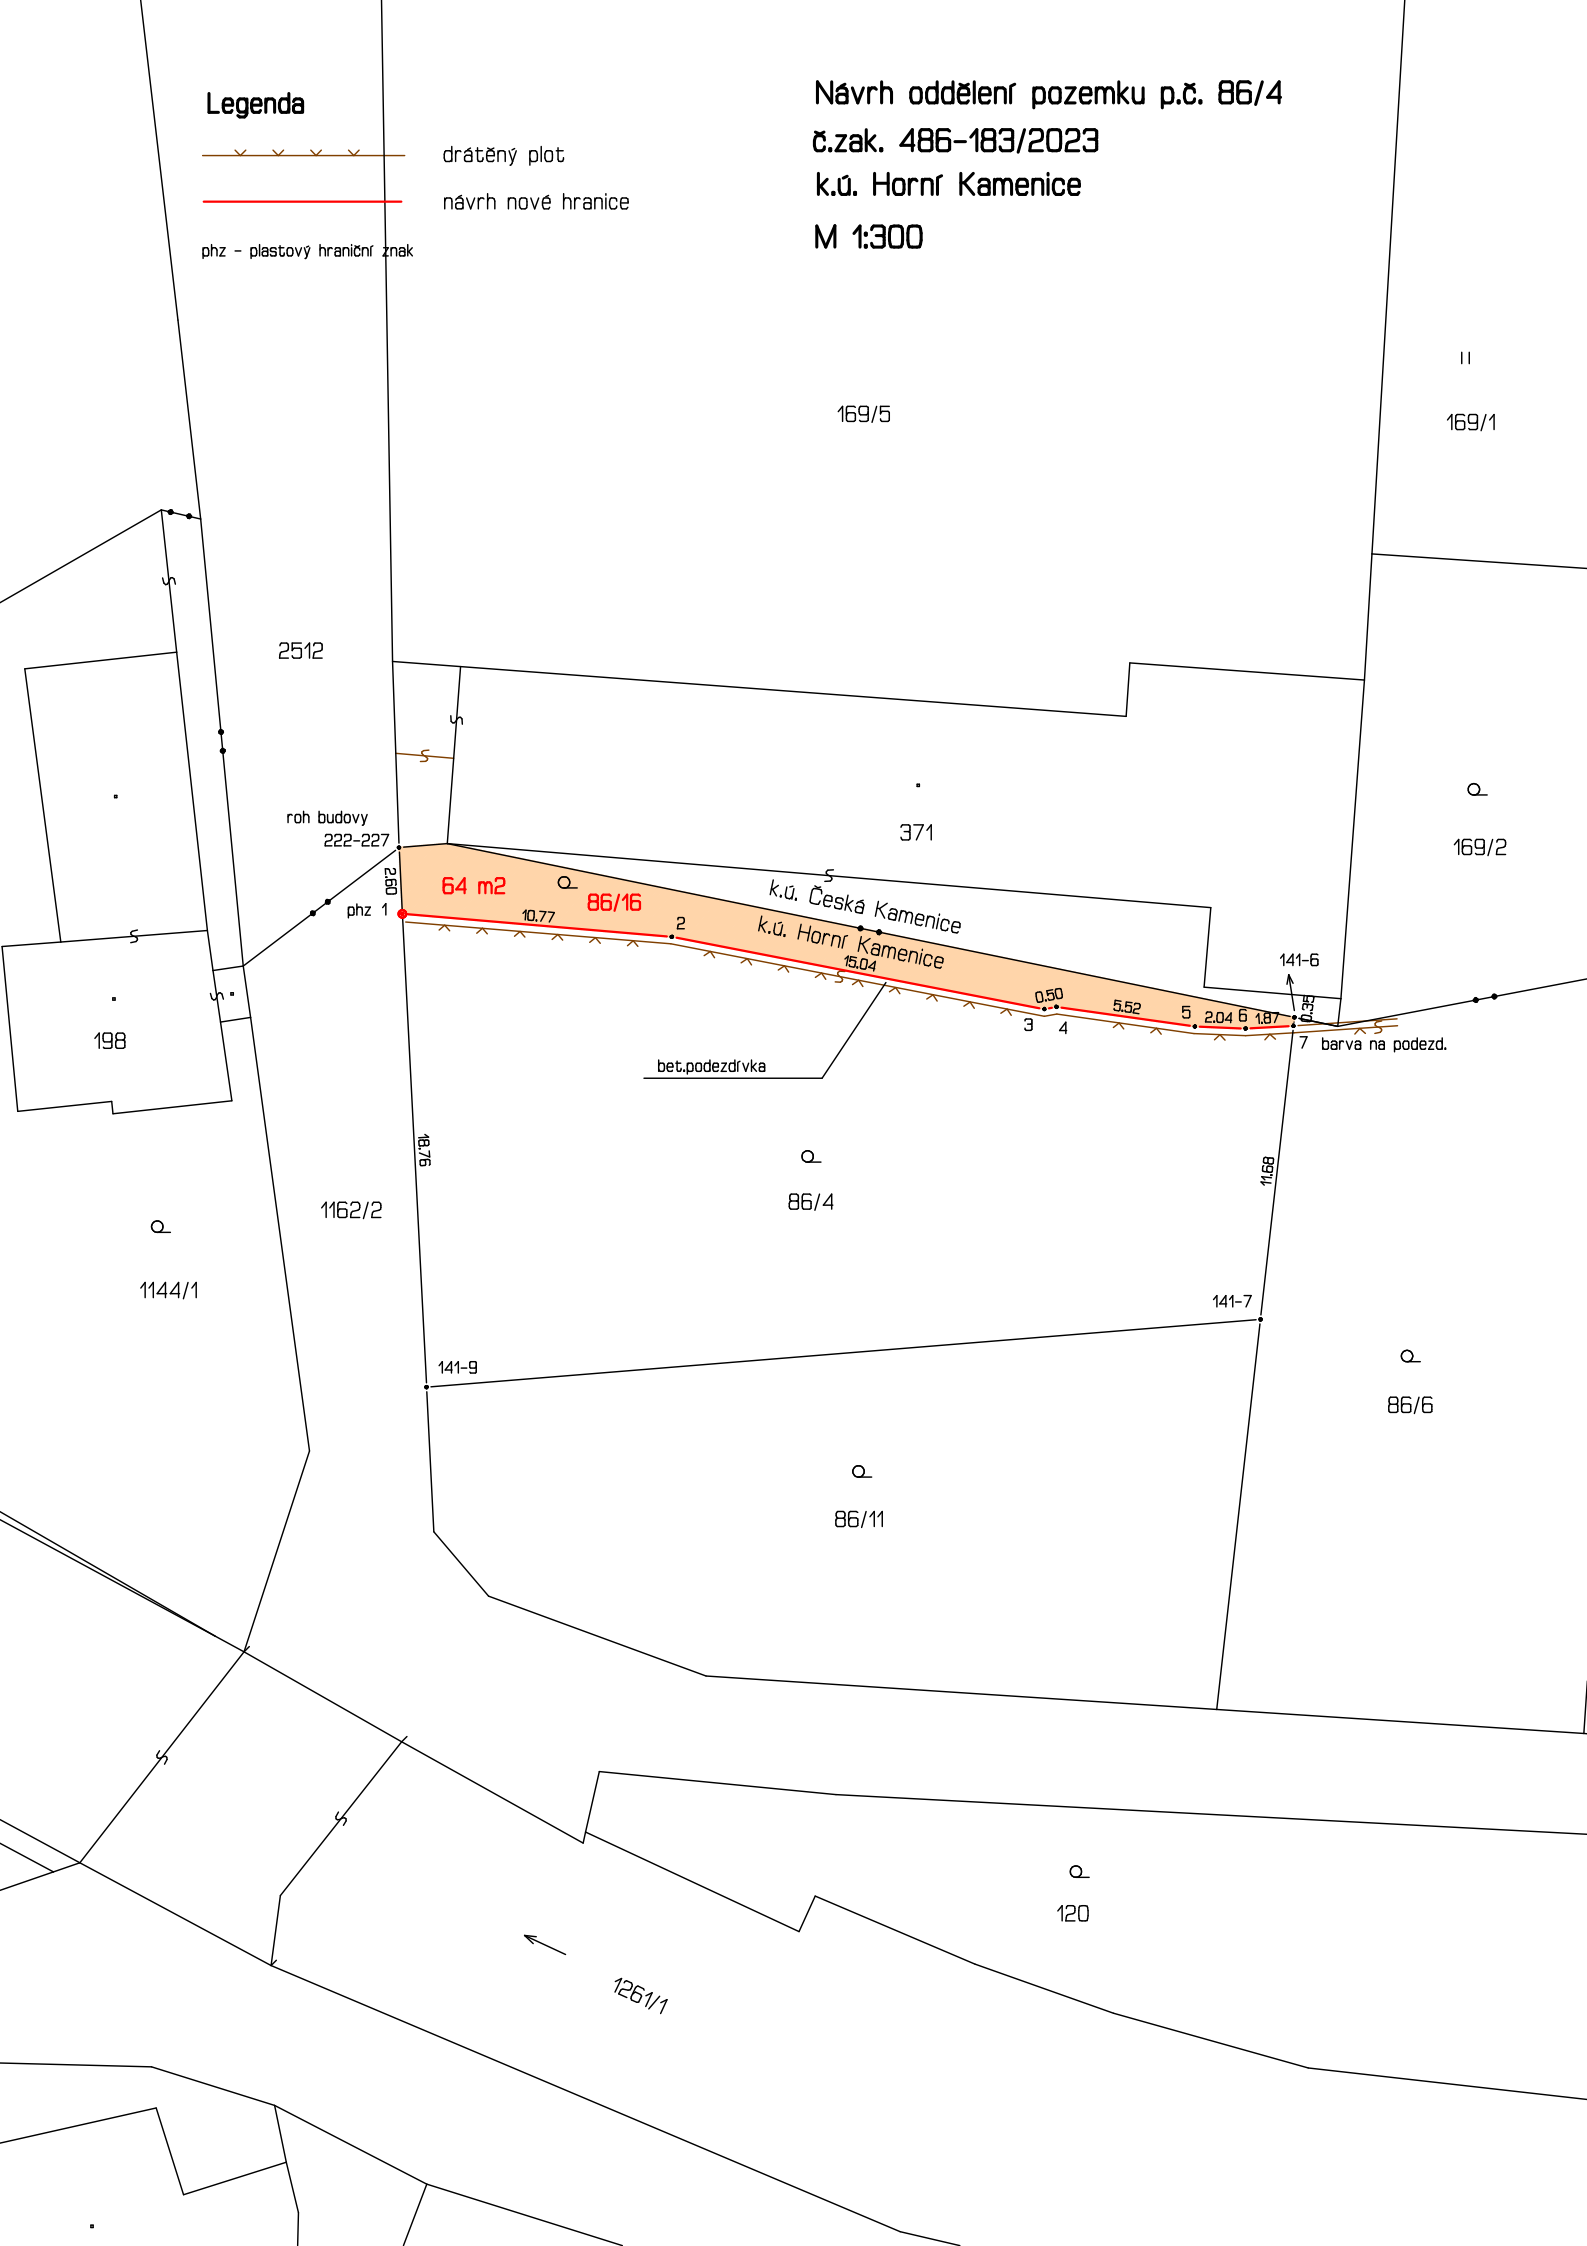 Legenda
drátěný plot
návrh nové hranice
phz - plastový hraniční znak
Návrh oddělení pozemku p.č. 86/4
č.zak. 486-183/2023
k.ú. Horní Kamenice
M 1:300
169/5
169/1
2512
371
169/2
roh budovy
222-227
2.60
64 m2
86/16
k.ú. Česká Kamenice
k.ú. Horní Kamenice
phz 1
10.77
2
15.04
141-6
0.50
0.35
3
4
5.52
5
2.04
6
1.87
7
barva na podezd.
198
bet.podezdívka
18.76
11.68
86/4
1162/2
1144/1
141-7
141-9
86/6
86/11
120
1261/1